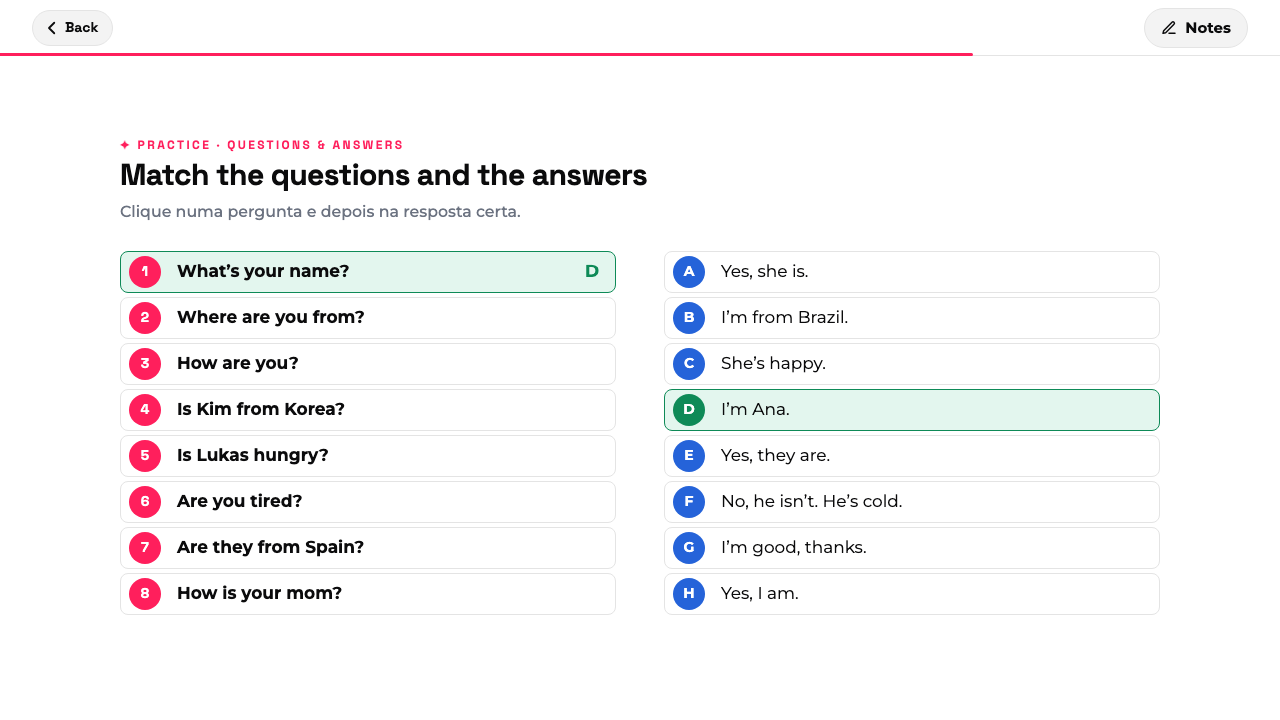 Back
Notes
✦ PRACTICE · QUESTIONS & ANSWERS
Match the questions and the answers
Clique numa pergunta e depois na resposta certa.
1 What’s your name? D
2 Where are you from?
3 How are you?
4 Is Kim from Korea?
5 Is Lukas hungry?
6 Are you tired?
7 Are they from Spain?
8 How is your mom?
A Yes, she is.
B I’m from Brazil.
C She’s happy.
D I’m Ana.
E Yes, they are.
F No, he isn’t. He’s cold.
G I’m good, thanks.
H Yes, I am.